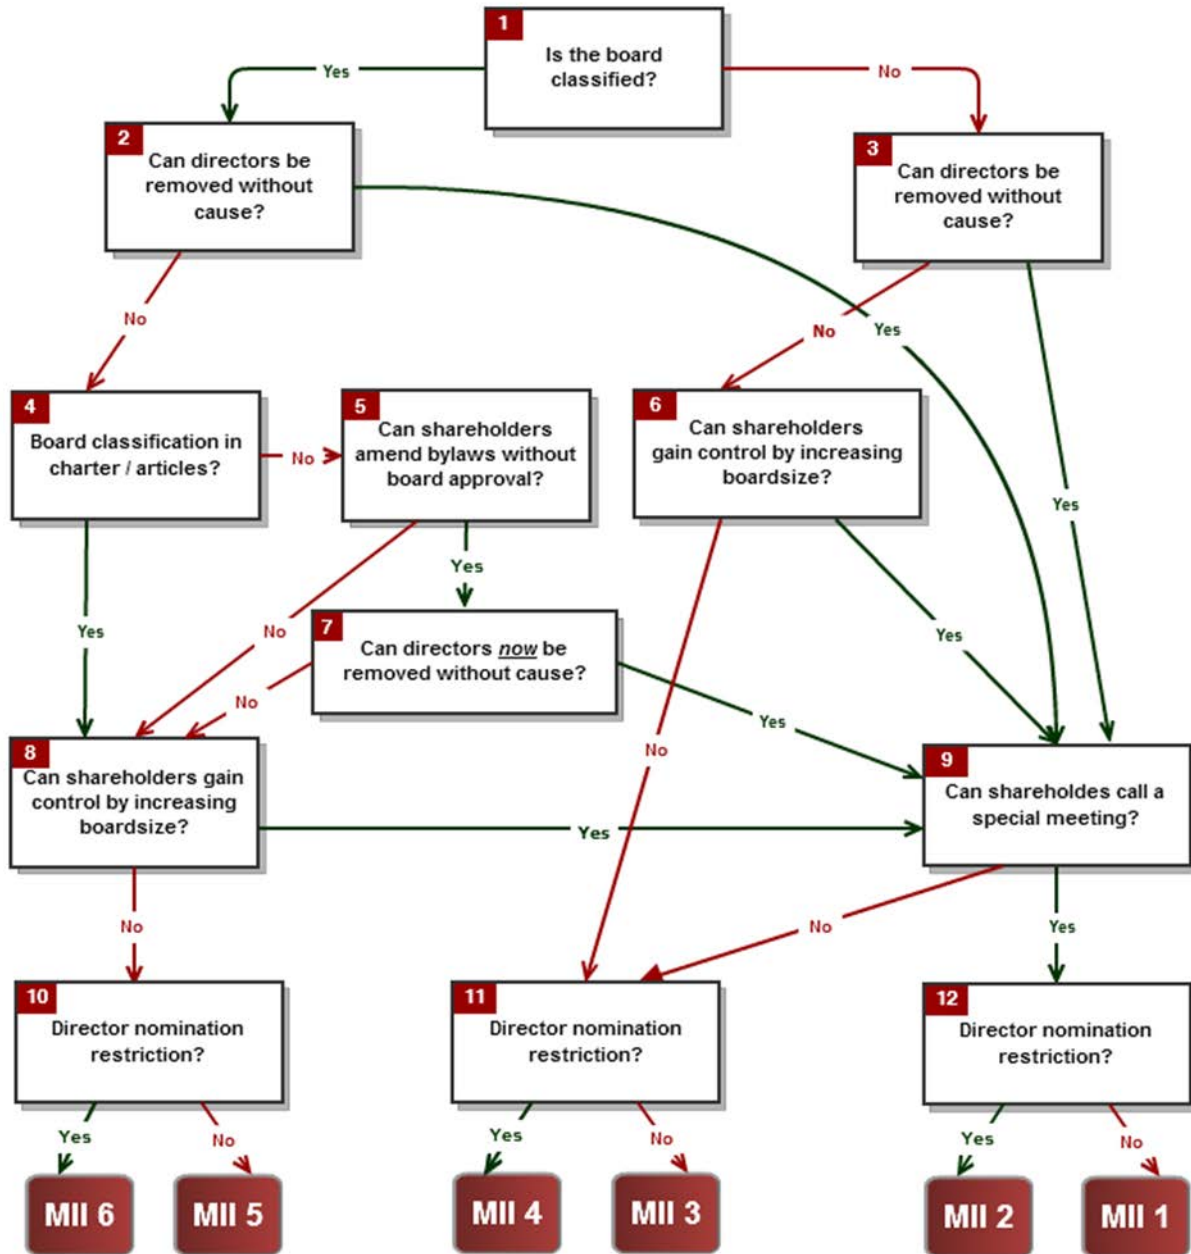 1
Is the board
classified?
Yes
No
2
Can directors be
removed without
cause?
3
Can directors be
removed without
cause?
No
No
Yes
4
Board classification in
charter / articles?
No
5
Can shareholders
amend bylaws without
board approval?
6
Can shareholders
gain control by increasing
boardsize?
Yes
Yes
Yes
No
Yes
7
Can directors now be
removed without cause?
No
Yes
No
8
Can shareholders gain
control by increasing
boardsize?
Yes
9
Can shareholdes call a
special meeting?
No
No
Yes
10
Director nomination
restriction?
11
Director nomination
restriction?
12
Director nomination
restriction?
Yes
No
Yes
No
Yes
No
MII 6
MII 5
MII 4
MII 3
MII 2
MII 1